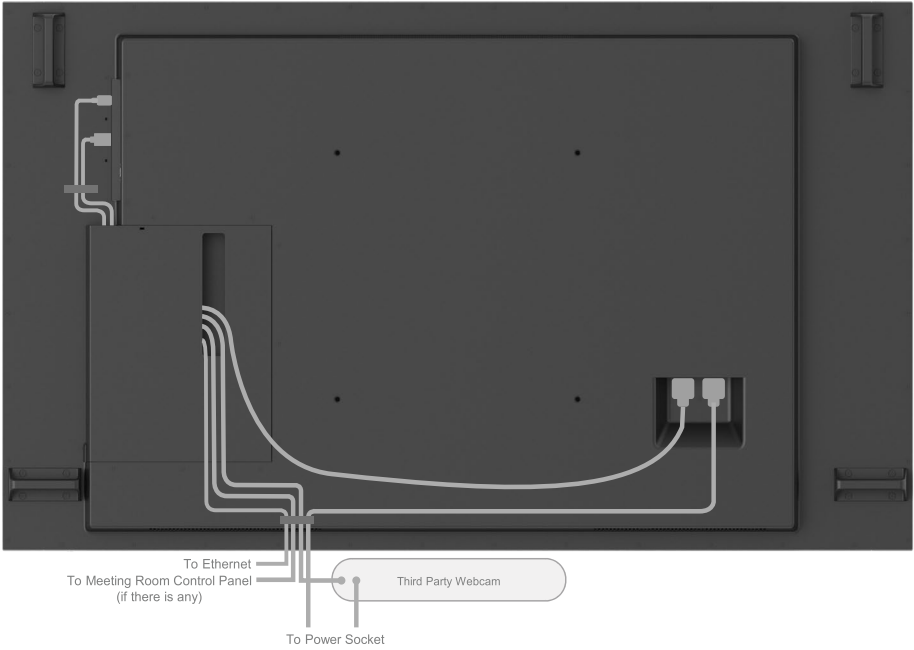 To Ethernet
To Meeting Room Control Panel
(if there is any)
Third Party Webcam
To Power Socket